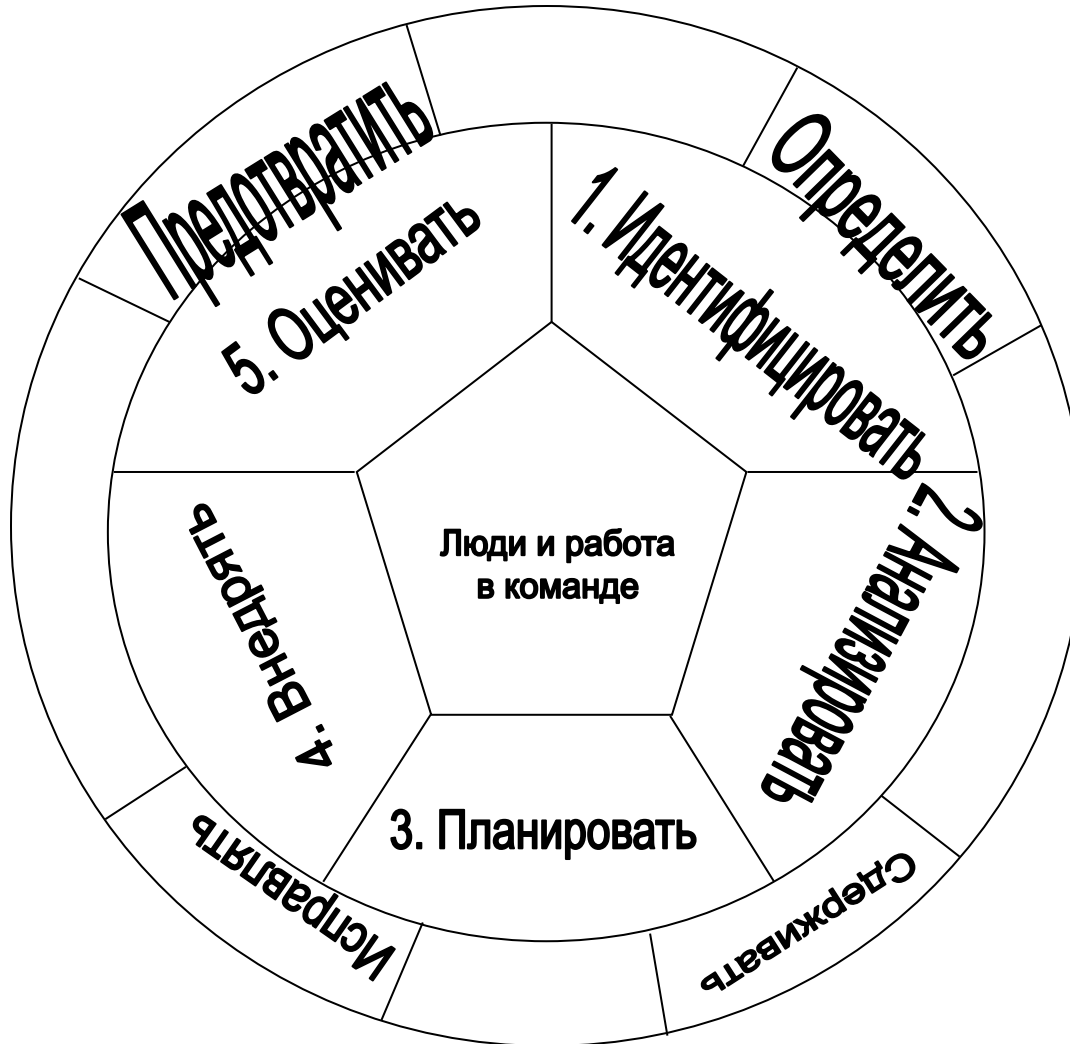 Предотвратить
Определить
1. Идентифицировать
5. Оценивать
2. Анализировать
Люди и работа
в команде
4. Внедрять
3. Планировать
Исправлять
Сдерживать